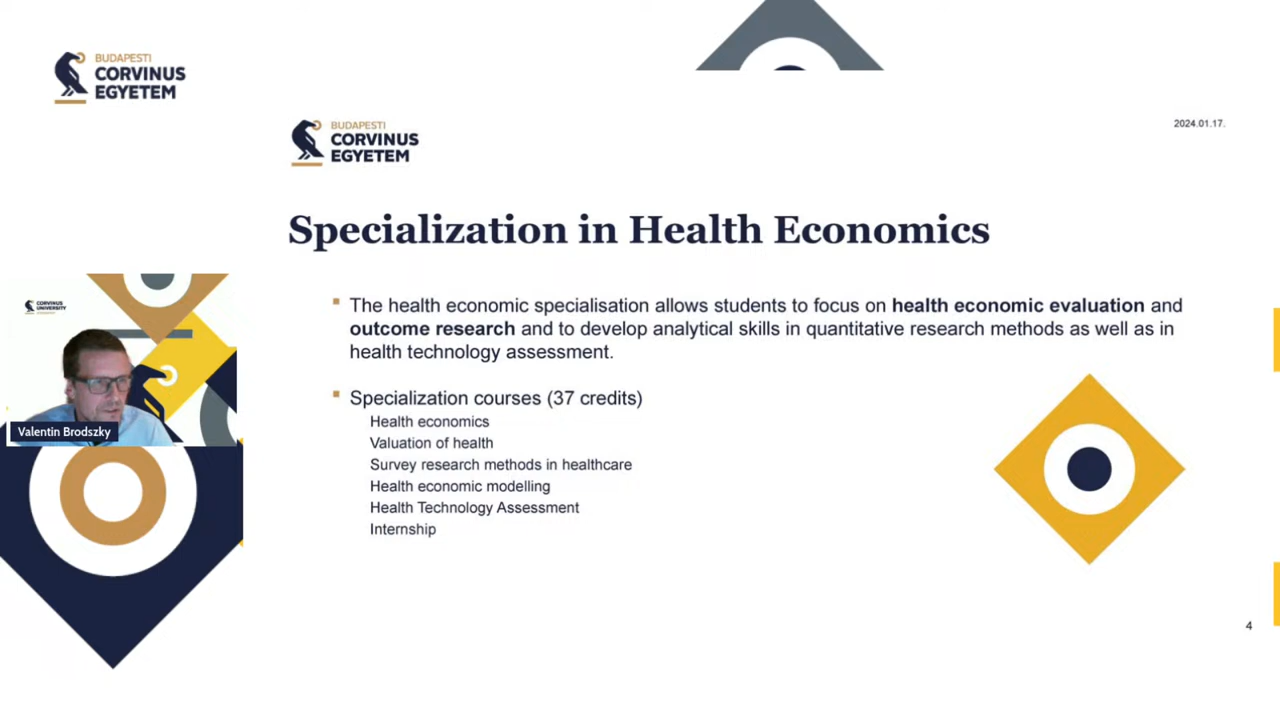 BUDAPESTI
CORVINUS
EGYETEM
BUDAPESTI
CORVINUS
EGYETEM
2024.01.17.
Specialization in Health Economics
The health economic specialisation allows students to focus on health economic evaluation and
outcome research and to develop analytical skills in quantitative research methods as well as in
health technology assessment.
Specialization courses (37 credits)
Health economics
Valuation of health
Survey research methods in healthcare
Health economic modelling
Health Technology Assessment
Internship
CORVINUS
UNIVERSITY
Valentin Brodszky
4